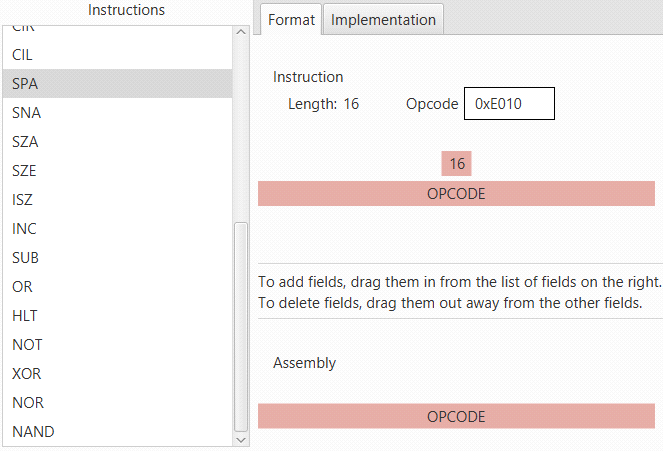 Instructions
CIR
CIL
SPA
SNA
SZA
SZE
ISZ
INC
SUB
OR
HLT
NOT
XOR
NOR
NAND
Format Implementation
Instruction
Length: 16 Opcode 0xE010
16
OPCODE
To add fields, drag them in from the list of fields on the right.
To delete fields, drag them out away from the other fields.
Assembly
OPCODE